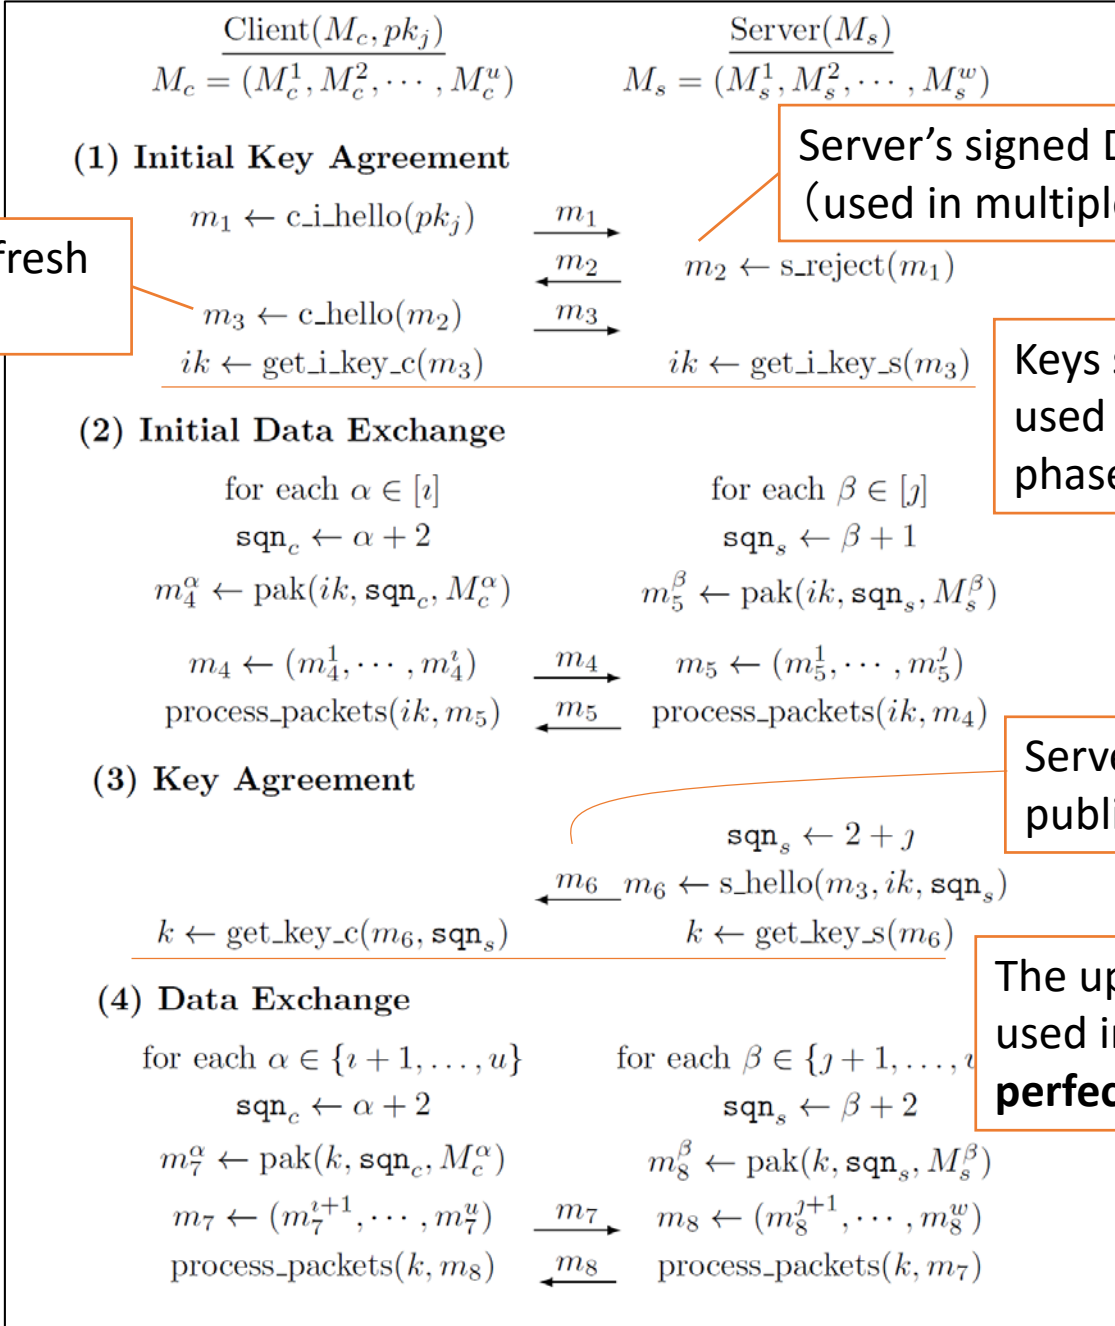 Client(M_c, pk_j) Server(M_s)
M_c = (M_c^1, M_c^2, ⋯ , M_c^u) M_s = (M_s^1, M_s^2, ⋯ , M_s^w)
Server's signed D
(1) Initial Key Agreement
(used in multipl
m_1 ← c_i_hello(pk_j) m_1
fresh
m_2 m_2 ← s_reject(m_1)
m_3 ← c_hello(m_2) m_3
ik ← get_i_key_c(m_3) ik ← get_i_key_s(m_3)
Keys
used
phase
(2) Initial Data Exchange
for each α ∈ [ı] for each β ∈ [ȷ]
sqn_c ← α + 2 sqn_s ← β + 1
m_4^α ← pak(ik, sqn_c, M_c^α) m_5^β ← pak(ik, sqn_s, M_s^β)
m_4 ← (m_4^1, ⋯ , m_4^ı) m_4 m_5 ← (m_5^1, ⋯ , m_5^ȷ)
process_packets(ik, m_5) m_5 process_packets(ik, m_4)
Serve
publi
(3) Key Agreement
sqn_s ← 2 + ȷ
m_6 m_6 ← s_hello(m_3, ik, sqn_s)
k ← get_key_c(m_6, sqn_s) k ← get_key_s(m_6)
The up
used i
perfec
(4) Data Exchange
for each α ∈ {ı + 1, . . . , u} for each β ∈ {ȷ + 1, . . . ,
sqn_c ← α + 2 sqn_s ← β + 2
m_7^α ← pak(k, sqn_c, M_c^α) m_8^β ← pak(k, sqn_s, M_s^β)
m_7 ← (m_7^{ı+1}, ⋯ , m_7^u) m_7 m_8 ← (m_8^{ȷ+1}, ⋯ , m_8^w)
process_packets(k, m_8) m_8 process_packets(k, m_7)